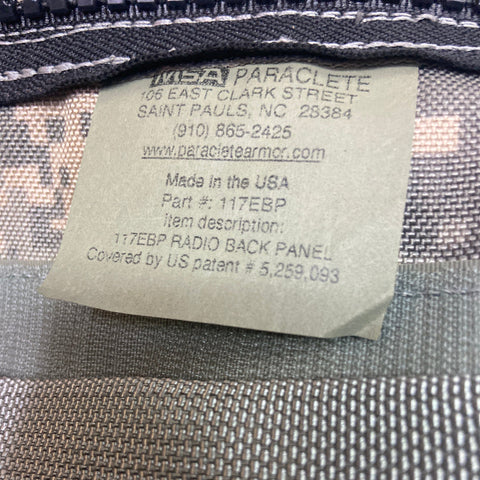 MSA PARACLETE
106 EAST CLARK STREET
SAINT PAULS, NC 28384
(910) 865-2425
www.paracletearmor.com
Made in the USA
Part #: 117EBP
Item description:
117EBP RADIO BACK PANEL
Covered by US patent # 5,259,093